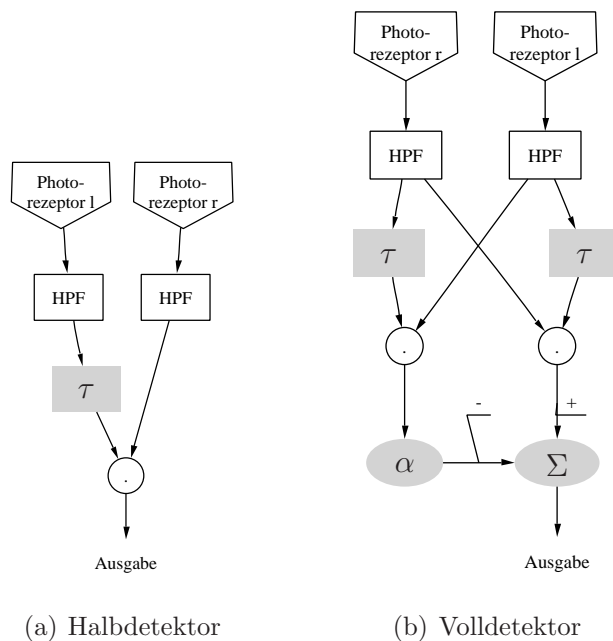 Photo-
rezeptor l
Photo-
rezeptor r
HPF
HPF
τ
.
Ausgabe
(a) Halbdetektor
Photo-
rezeptor r
Photo-
rezeptor l
HPF
HPF
τ
τ
.
.
-
+
α
Σ
Ausgabe
(b) Volldetektor